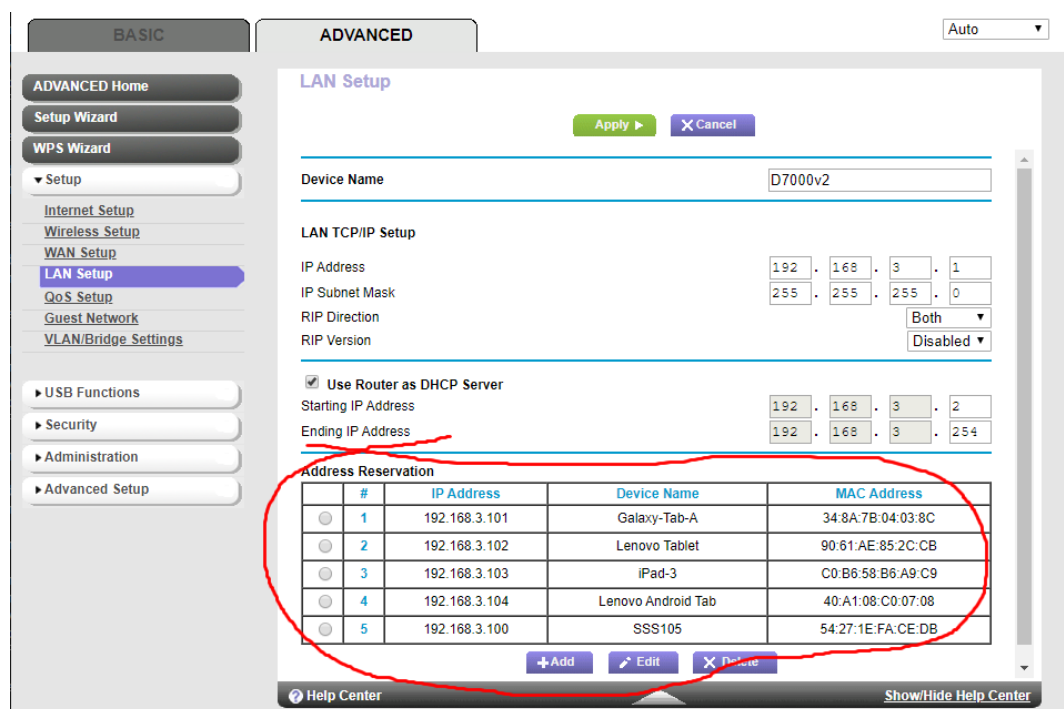 BASIC
ADVANCED
Auto
ADVANCED Home
Setup Wizard
WPS Wizard
Setup
Internet Setup
Wireless Setup
WAN Setup
LAN Setup
QoS Setup
Guest Network
VLAN/Bridge Settings
USB Functions
Security
Administration
Advanced Setup
LAN Setup
Apply
Cancel
Device Name D7000v2
LAN TCP/IP Setup
IP Address 192 . 168 . 3 . 1
IP Subnet Mask 255 . 255 . 255 . 0
RIP Direction Both
RIP Version Disabled
Use Router as DHCP Server
Starting IP Address 192 . 168 . 3 . 2
Ending IP Address 192 . 168 . 3 . 254
Address Reservation
# IP Address Device Name MAC Address
1 192.168.3.101 Galaxy-Tab-A 34:8A:7B:04:03:8C
2 192.168.3.102 Lenovo Tablet 90:61:AE:85:2C:CB
3 192.168.3.103 iPad-3 C0:B6:58:B6:A9:C9
4 192.168.3.104 Lenovo Android Tab 40:A1:08:C0:07:08
5 192.168.3.100 SSS105 54:27:1E:FA:CE:DB
Add Edit Delete
Help Center Show/Hide Help Center